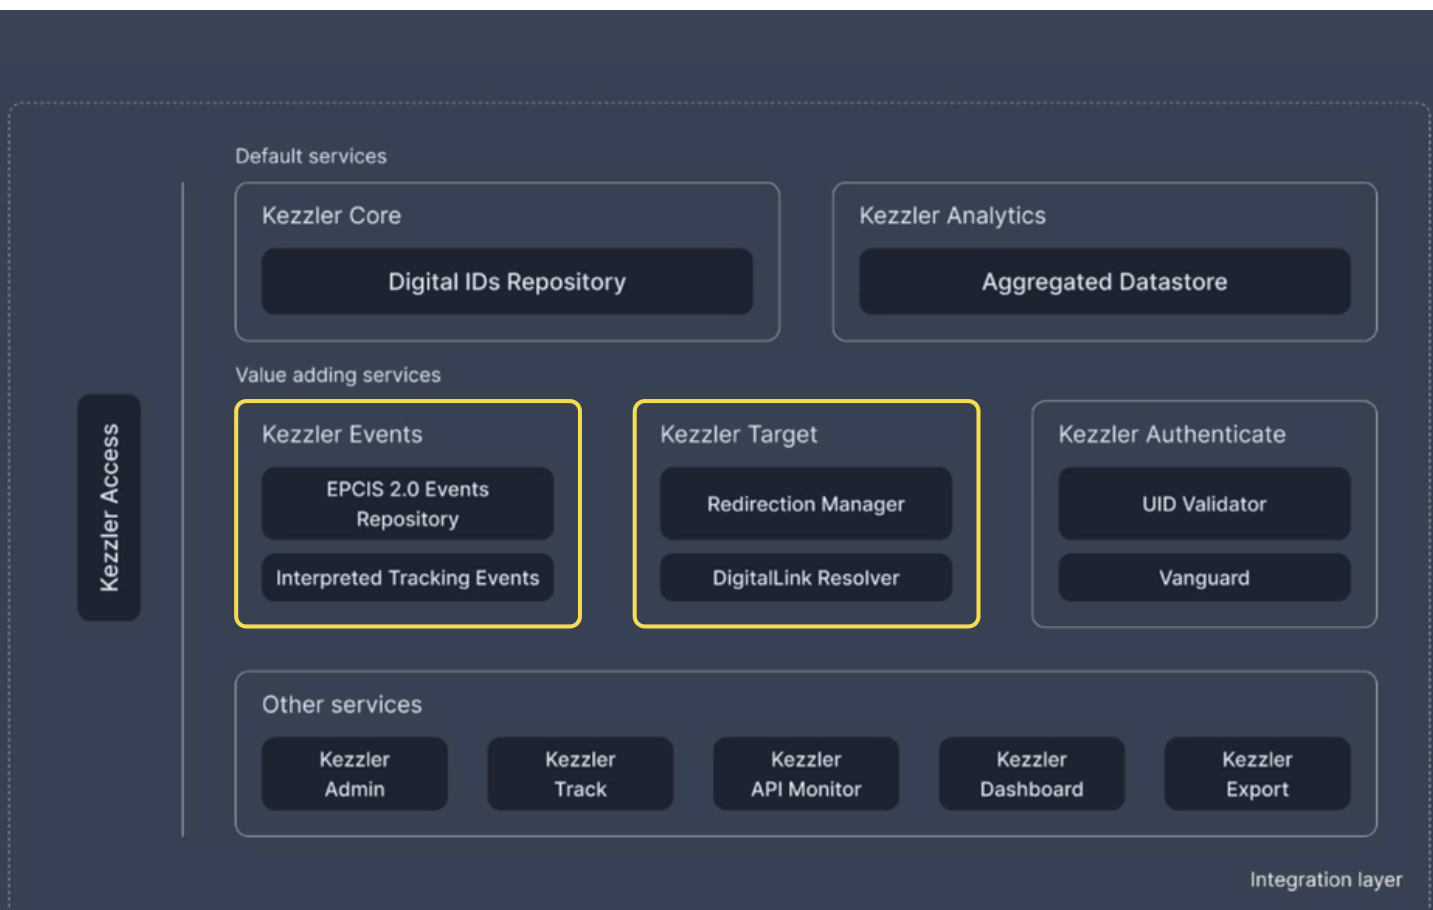 Default services
Kezzler Core
Digital IDs Repository
Kezzler Analytics
Aggregated Datastore
Value adding services
Kezzler Access
Kezzler Events
EPCIS 2.0 Events
Repository
Interpreted Tracking Events
Kezzler Target
Redirection Manager
DigitalLink Resolver
Kezzler Authenticate
UID Validator
Vanguard
Other services
Kezzler
Admin
Kezzler
Track
Kezzler
API Monitor
Kezzler
Dashboard
Kezzler
Export
Integration layer